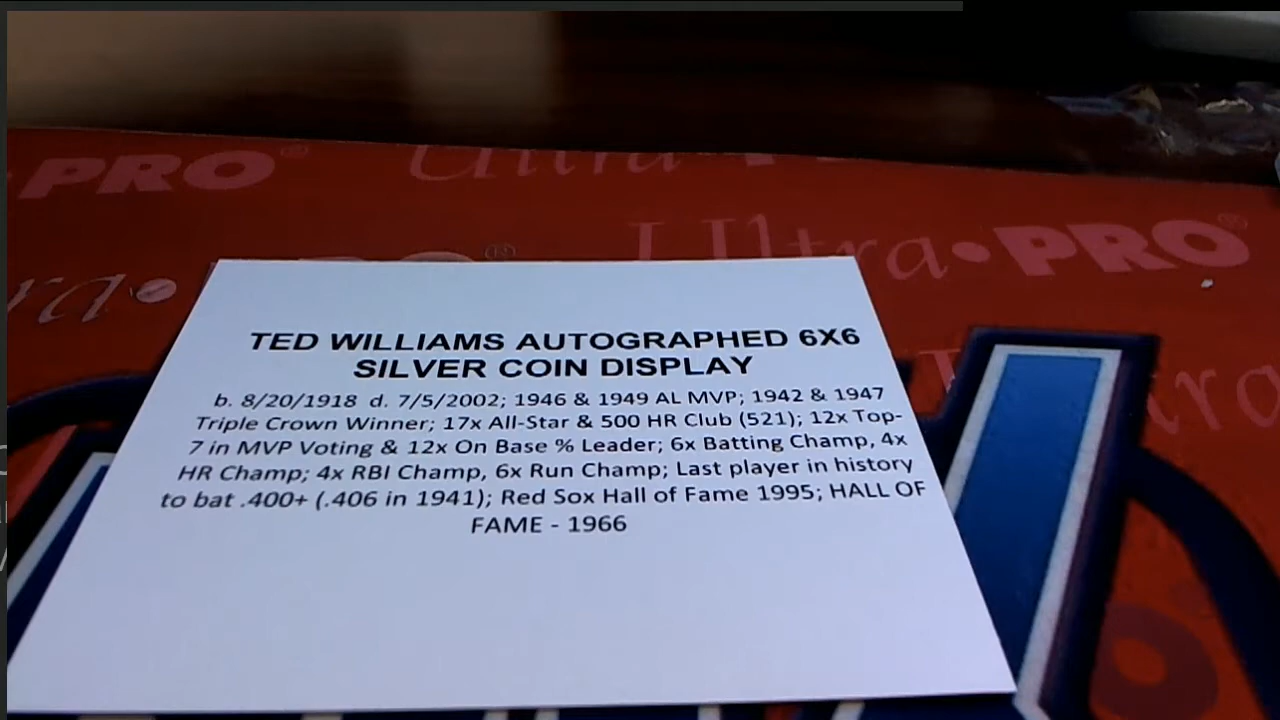 PRO®
Ultra PRO
Ultra•PRO®
®
ra•
TED WILLIAMS AUTOGRAPHED 6X6
SILVER COIN DISPLAY
b. 8/20/1918 d. 7/5/2002; 1946 & 1949 AL MVP; 1942 & 1947
Triple Crown Winner; 17x All-Star & 500 HR Club (521); 12x Top-
7 in MVP Voting & 12x On Base % Leader; 6x Batting Champ, 4x
HR Champ; 4x RBI Champ, 6x Run Champ; Last player in history
to bat .400+ (.406 in 1941); Red Sox Hall of Fame 1995; HALL OF
FAME - 1966